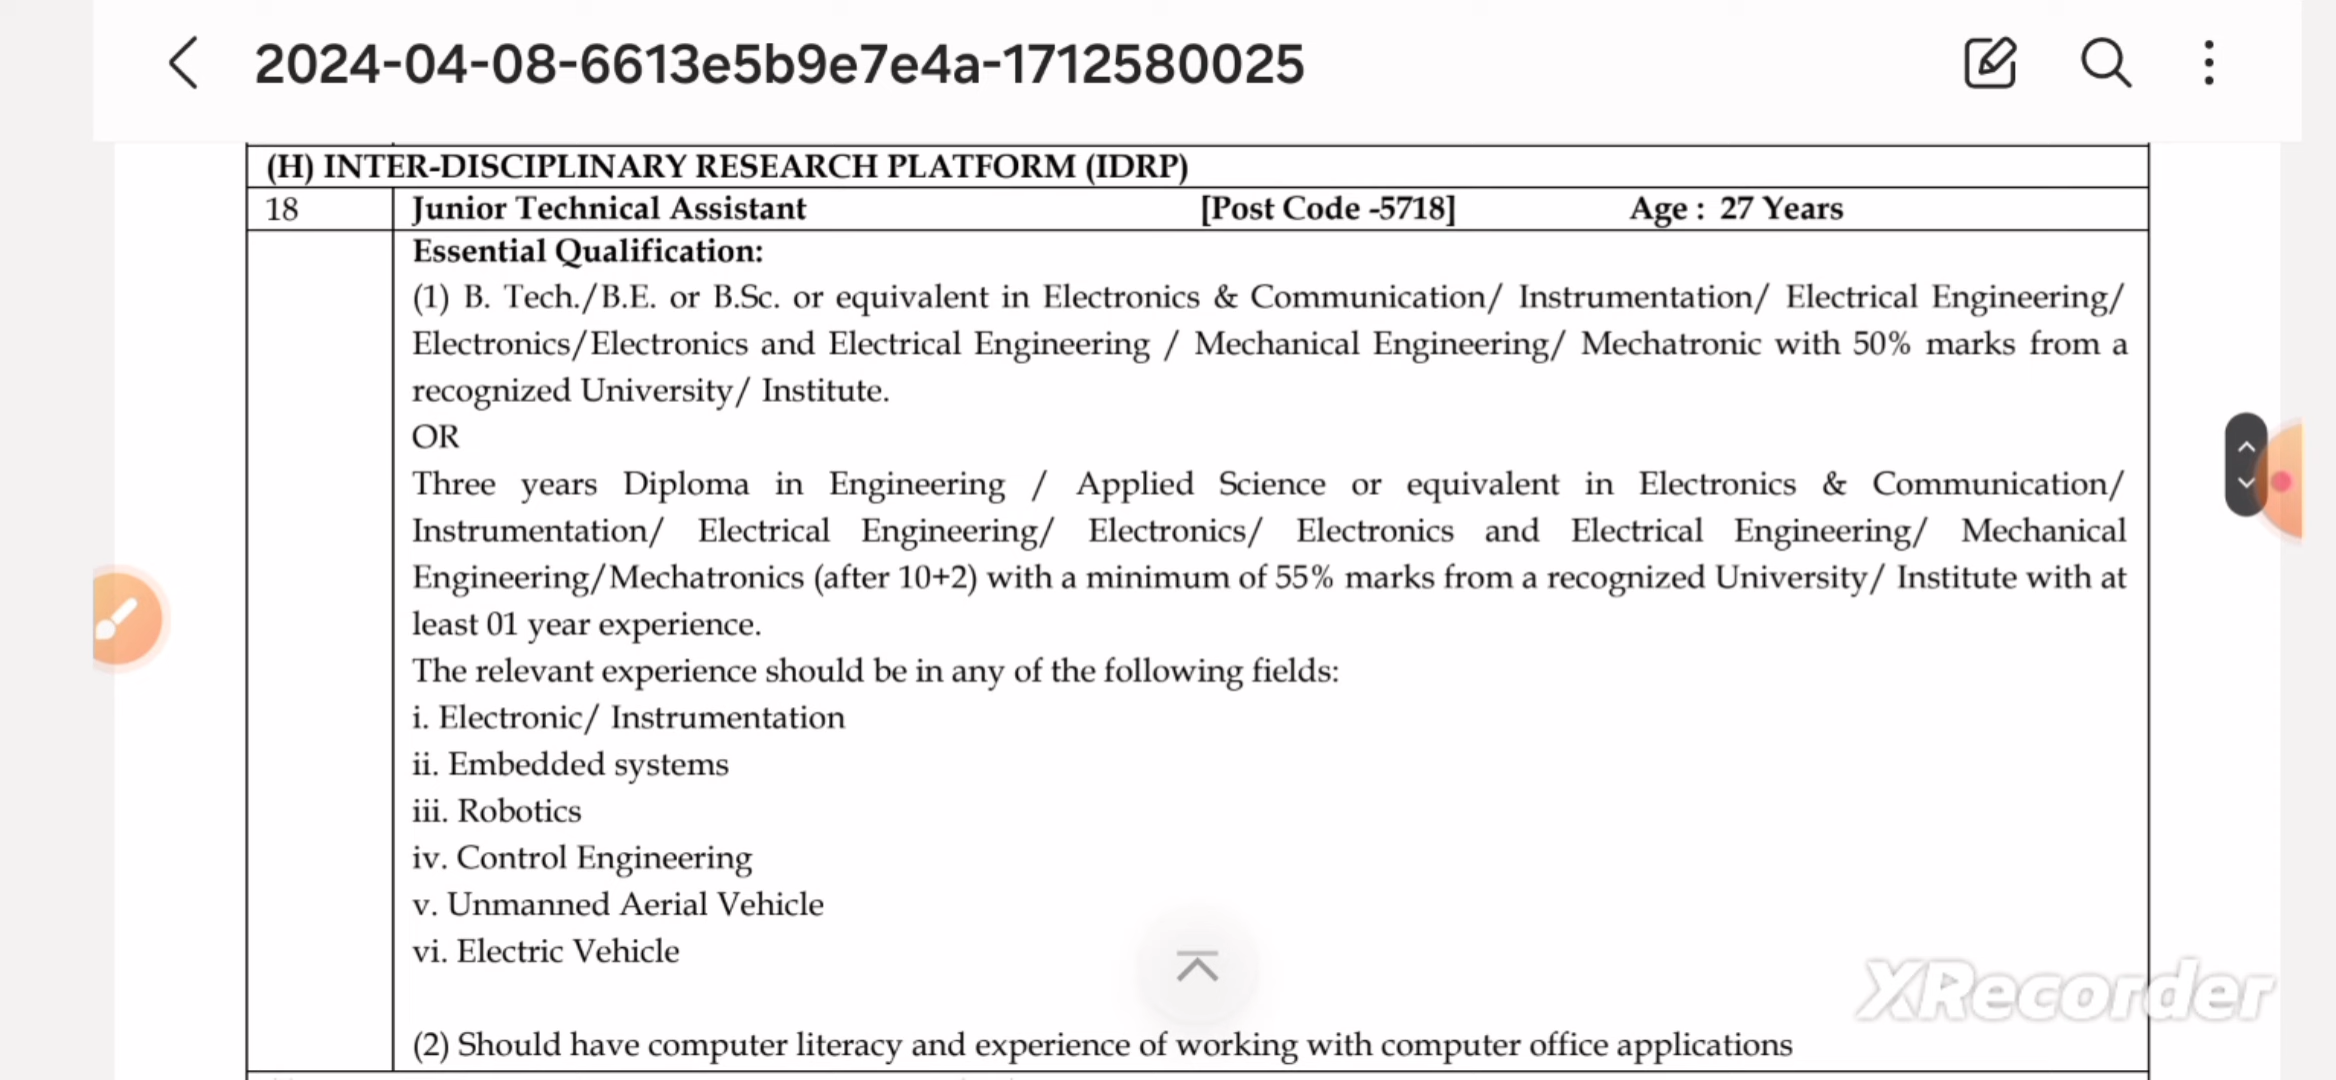 2024-04-08-6613e5b9e7e4a-1712580025
(H) INTER-DISCIPLINARY RESEARCH PLATFORM (IDRP)
18 Junior Technical Assistant [Post Code -5718] Age : 27 Years
Essential Qualification:
(1) B. Tech./B.E. or B.Sc. or equivalent in Electronics & Communication/ Instrumentation/ Electrical Engineering/
Electronics/Electronics and Electrical Engineering / Mechanical Engineering/ Mechatronic with 50% marks from a
recognized University/ Institute.
OR
Three years Diploma in Engineering / Applied Science or equivalent in Electronics & Communication/
Instrumentation/ Electrical Engineering/ Electronics/ Electronics and Electrical Engineering/ Mechanical
Engineering/Mechatronics (after 10+2) with a minimum of 55% marks from a recognized University/ Institute with at
least 01 year experience.
The relevant experience should be in any of the following fields:
i. Electronic/ Instrumentation
ii. Embedded systems
iii. Robotics
iv. Control Engineering
v. Unmanned Aerial Vehicle
vi. Electric Vehicle
XRecorder
(2) Should have computer literacy and experience of working with computer office applications